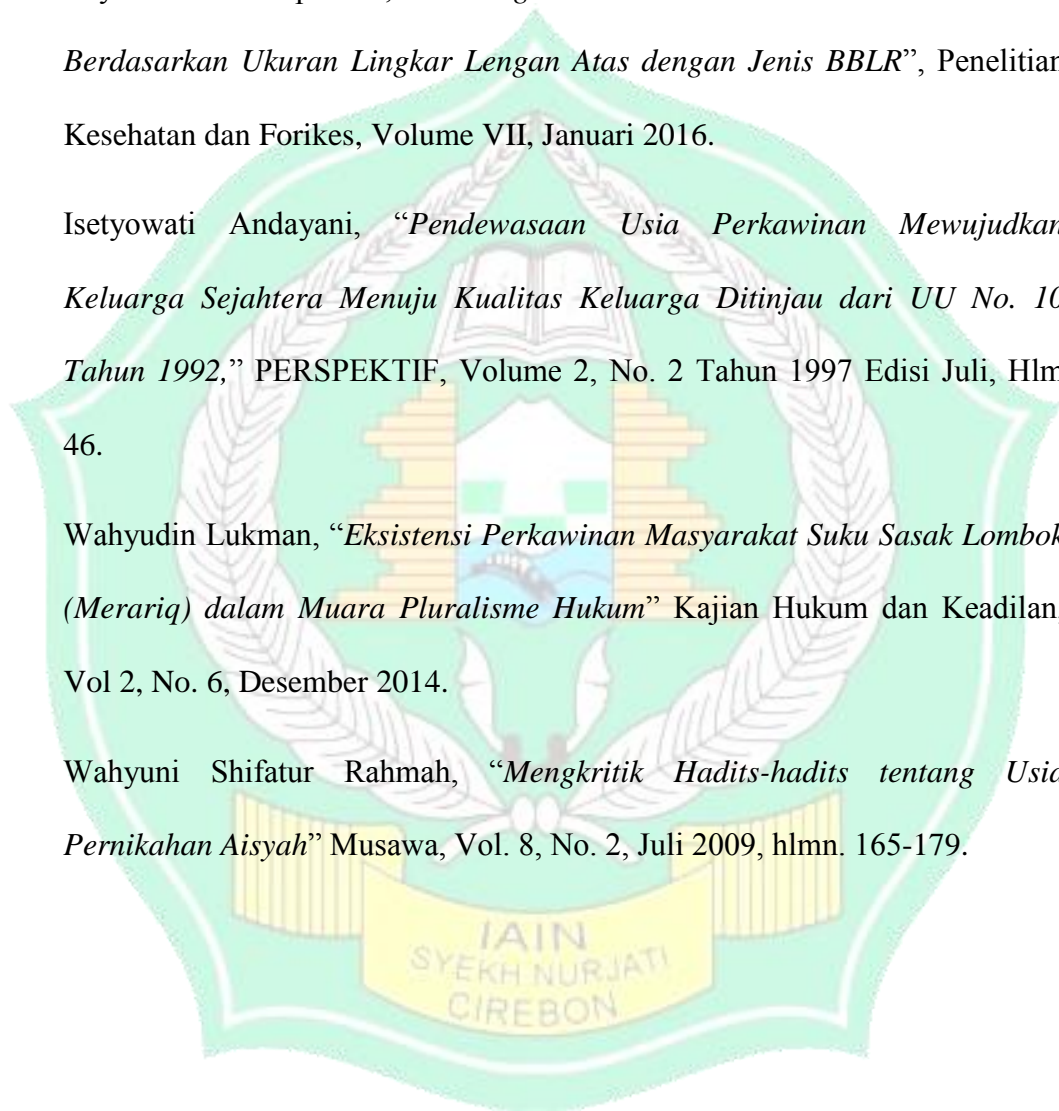 Berdasarkan Ukuran Lingkar Lengan Atas dengan Jenis BBLR”, Penelitian
Kesehatan dan Forikes, Volume VII, Januari 2016.
Isetyowati Andayani, “Pendewasaan Usia Perkawinan Mewujudkan
Keluarga Sejahtera Menuju Kualitas Keluarga Ditinjau dari UU No. 10
Tahun 1992,” PERSPEKTIF, Volume 2, No. 2 Tahun 1997 Edisi Juli, Hlm
46.
Wahyudin Lukman, “Eksistensi Perkawinan Masyarakat Suku Sasak Lombok
(Merariq) dalam Muara Pluralisme Hukum” Kajian Hukum dan Keadilan,
Vol 2, No. 6, Desember 2014.
Wahyuni Shifatur Rahmah, “Mengkritik Hadits-hadits tentang Usia
Pernikahan Aisyah” Musawa, Vol. 8, No. 2, Juli 2009, hlmn. 165-179.
IAIN
SYEKH NURJATI
CIREBON